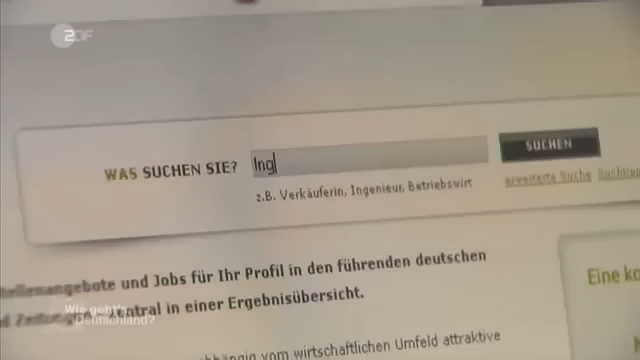 ZDF
WAS SUCHEN SIE?
Ing
SUCHEN
z.B. Verkäuferin, Ingenieur, Betriebswirt
erweiterte Suche
Stellenangebote und Jobs für Ihr Profil in den führenden deutschen
zentral in einer Ergebnisübersicht.
Eine
vom wirtschaftlichen Umfeld attraktive
Wie geht's
Deutschland?